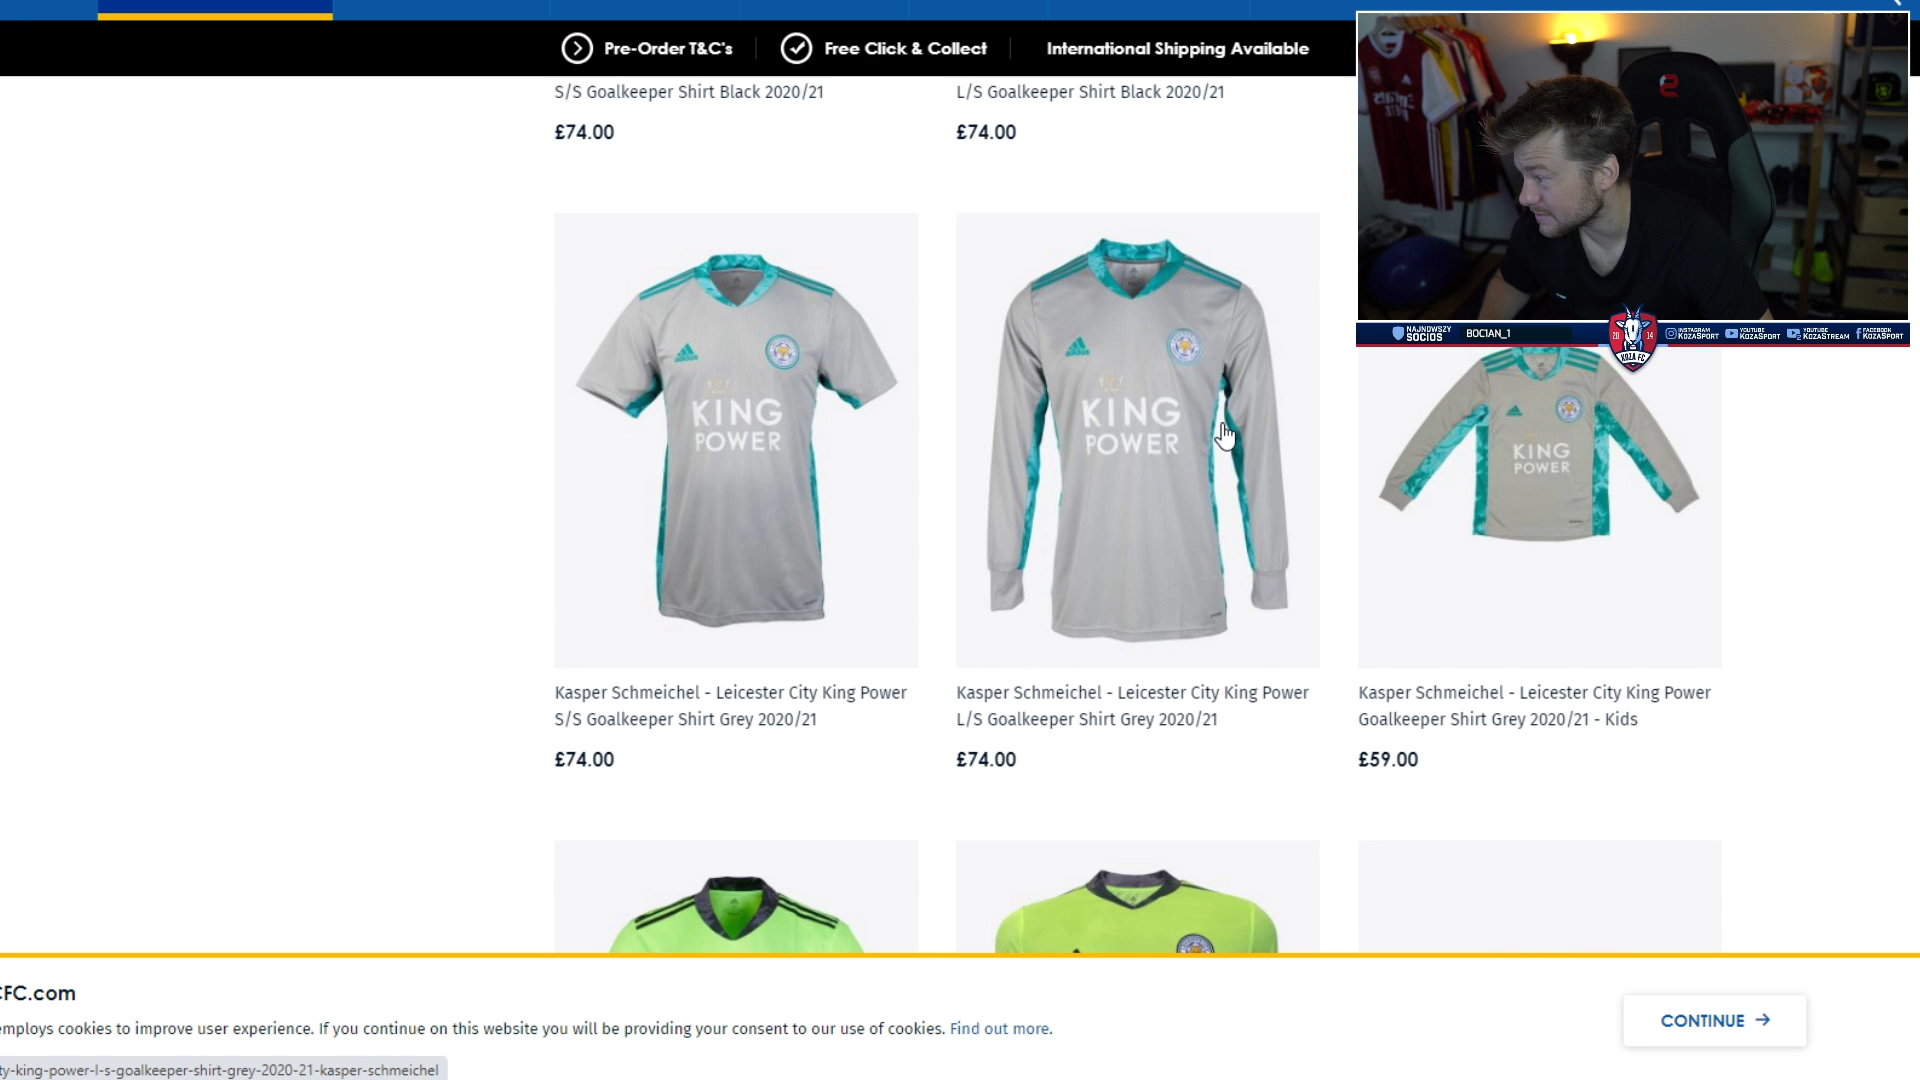 Pre-Order T&C's
Free Click & Collect
International Shipping Available
S/S Goalkeeper Shirt Black 2020/21
£74.00
L/S Goalkeeper Shirt Black 2020/21
£74.00
NAJNOWSZY
SOCIOS
BOC1AN_1
20 14
KOZA FC
INSTAGRAM
KOZASPORT
YOUTUBE
KOZASPORT
YOUTUBE
KOZASTREAM
FACEBOOK
KOZASPORT
KING
POWER
KING
POWER
KING
POWER
Kasper Schmeichel - Leicester City King Power
S/S Goalkeeper Shirt Grey 2020/21
£74.00
Kasper Schmeichel - Leicester City King Power
L/S Goalkeeper Shirt Grey 2020/21
£74.00
Kasper Schmeichel - Leicester City King Power
Goalkeeper Shirt Grey 2020/21 - Kids
£59.00
FC.com
employs cookies to improve user experience. If you continue on this website you will be providing your consent to our use of cookies. Find out more.
CONTINUE
ty-king-power-l-s-goalkeeper-shirt-grey-2020-21-kasper-schmeichel